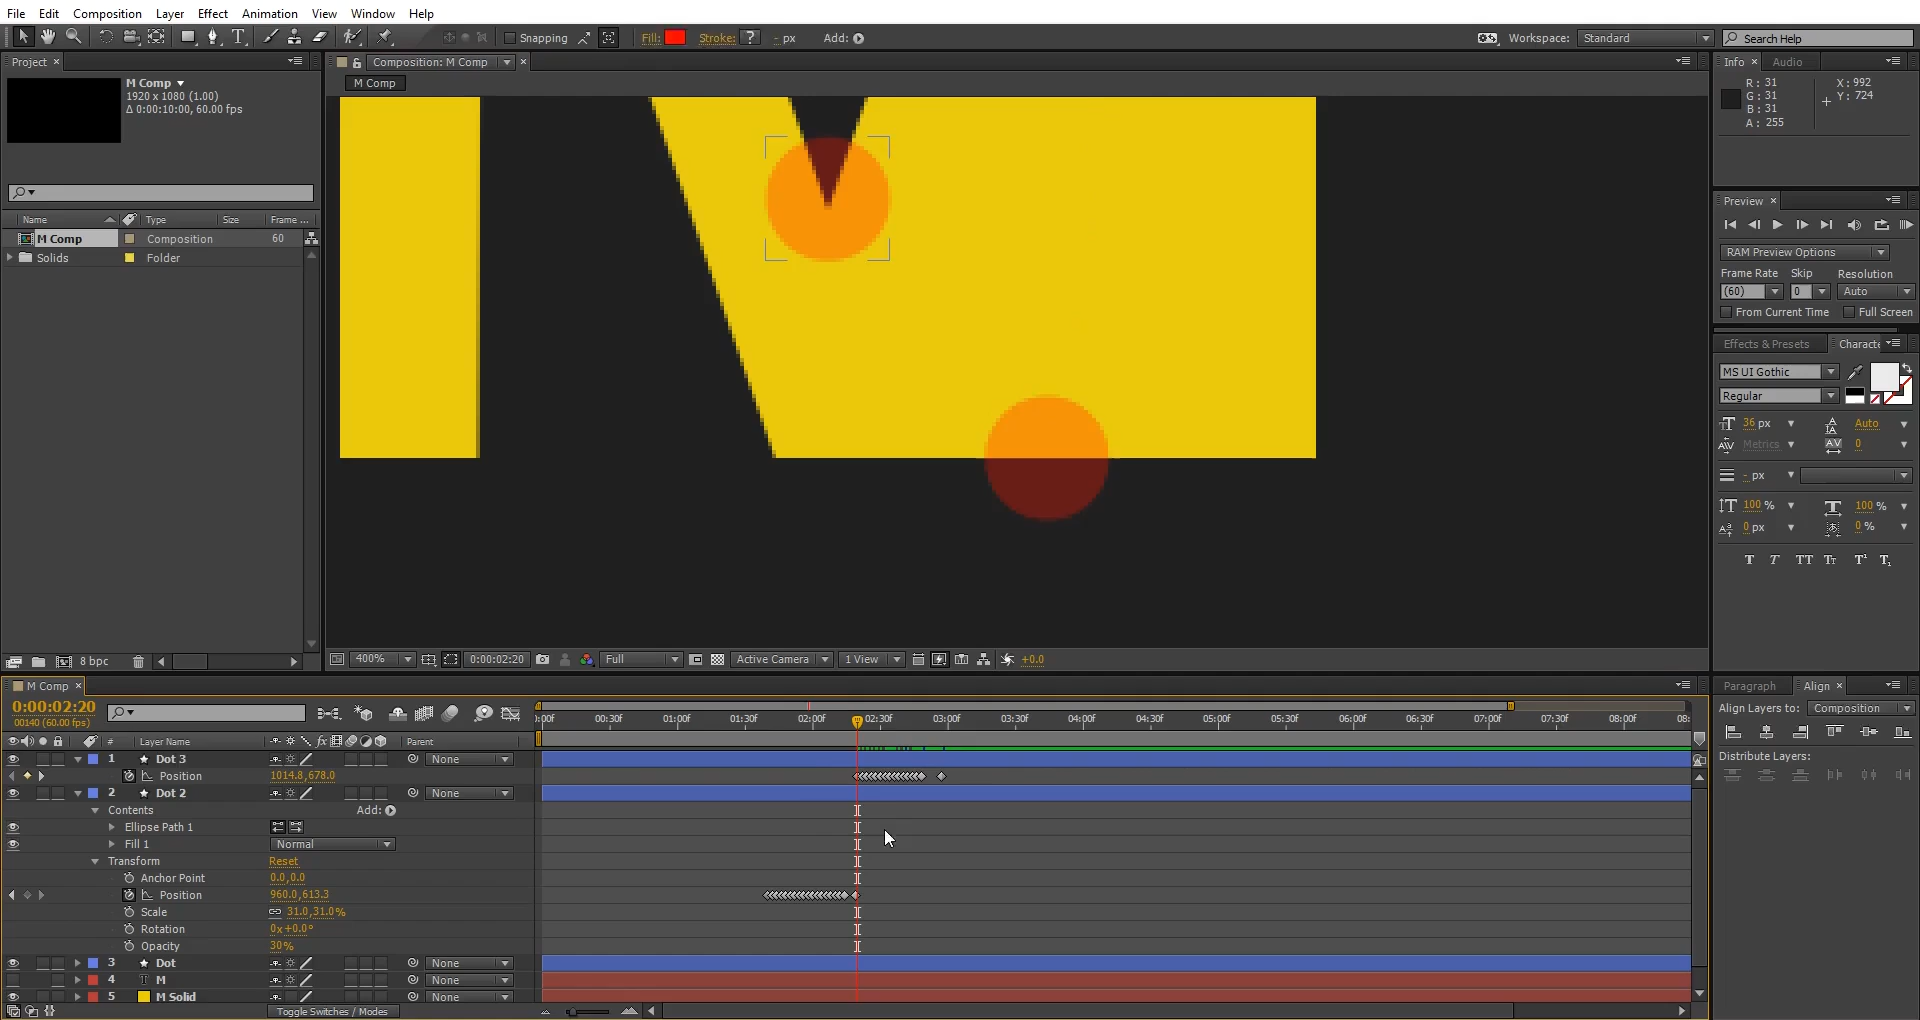 File Edit Composition Layer Effect Animation View Window Help
Snapping Fill: Stroke: ? - px Add: Workspace: Standard Search Help
Project × Composition: M Comp × Info × Audio
M Comp
M Comp
1920 x 1080 (1.00)
Δ 0:00:10:00, 60.00 fps
R: 31 X: 992
G: 31 Y: 724
B: 31
A: 255
Preview ×
Name Type Size Frame ...
M Comp Composition 60
Solids Folder
RAM Preview Options
Frame Rate Skip Resolution
(60) 0 Auto
From Current Time Full Screen
Effects & Presets Characte
MS UI Gothic
Regular
36 px Auto
Metrics 0
- px
100 % 100 %
0 px 0 %
T T TT Tt T¹ T₁
8 bpc 400% 0:00:02:20 Full Active Camera 1 View +0.0
M Comp × Paragraph Align ×
0:00:02:20
00140 (60.00 fps)
):00f 00:30f 01:00f 01:30f 02:00f 02:30f 03:00f 03:30f 04:00f 04:30f 05:00f 05:30f 06:00f 06:30f 07:00f 07:30f 08:00f 08:
Align Layers to: Composition
Distribute Layers:
# Layer Name fx Parent
1 Dot 3 None
Position 1014.8,678.0
2 Dot 2 None
Contents Add:
Ellipse Path 1
Fill 1 Normal
Transform Reset
Anchor Point 0.0,0.0
Position 960.0,613.3
Scale 31.0,31.0%
Rotation 0x+0.0°
Opacity 30%
3 Dot None
4 T M None
5 M Solid None
Toggle Switches / Modes